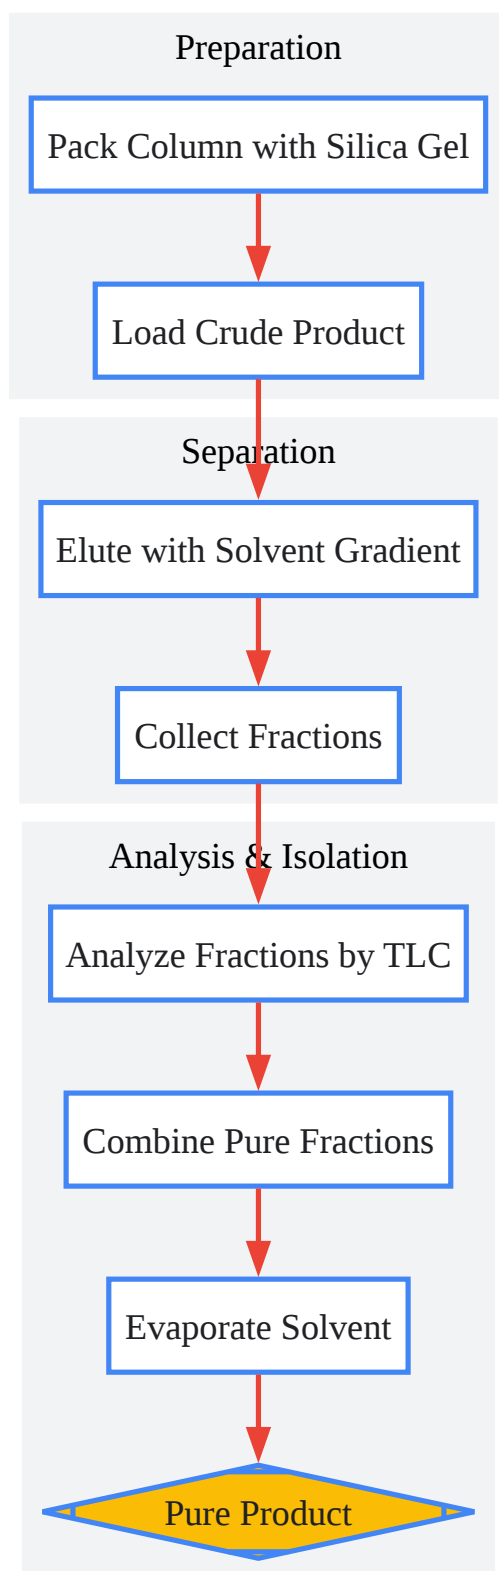 Preparation
Pack Column with Silica Gel
Load Crude Product
Separation
Elute with Solvent Gradient
Collect Fractions
Analysis & Isolation
Analyze Fractions by TLC
Combine Pure Fractions
Evaporate Solvent
Pure Product